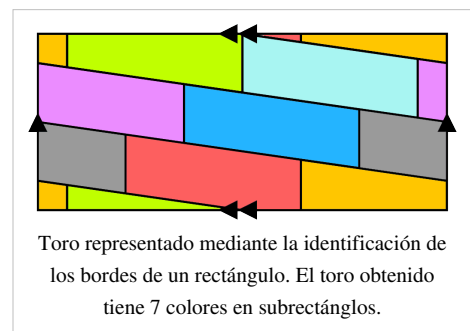 Toro representado mediante la identificación de
los bordes de un rectángulo. El toro obtenido
tiene 7 colores en subrectánglos.